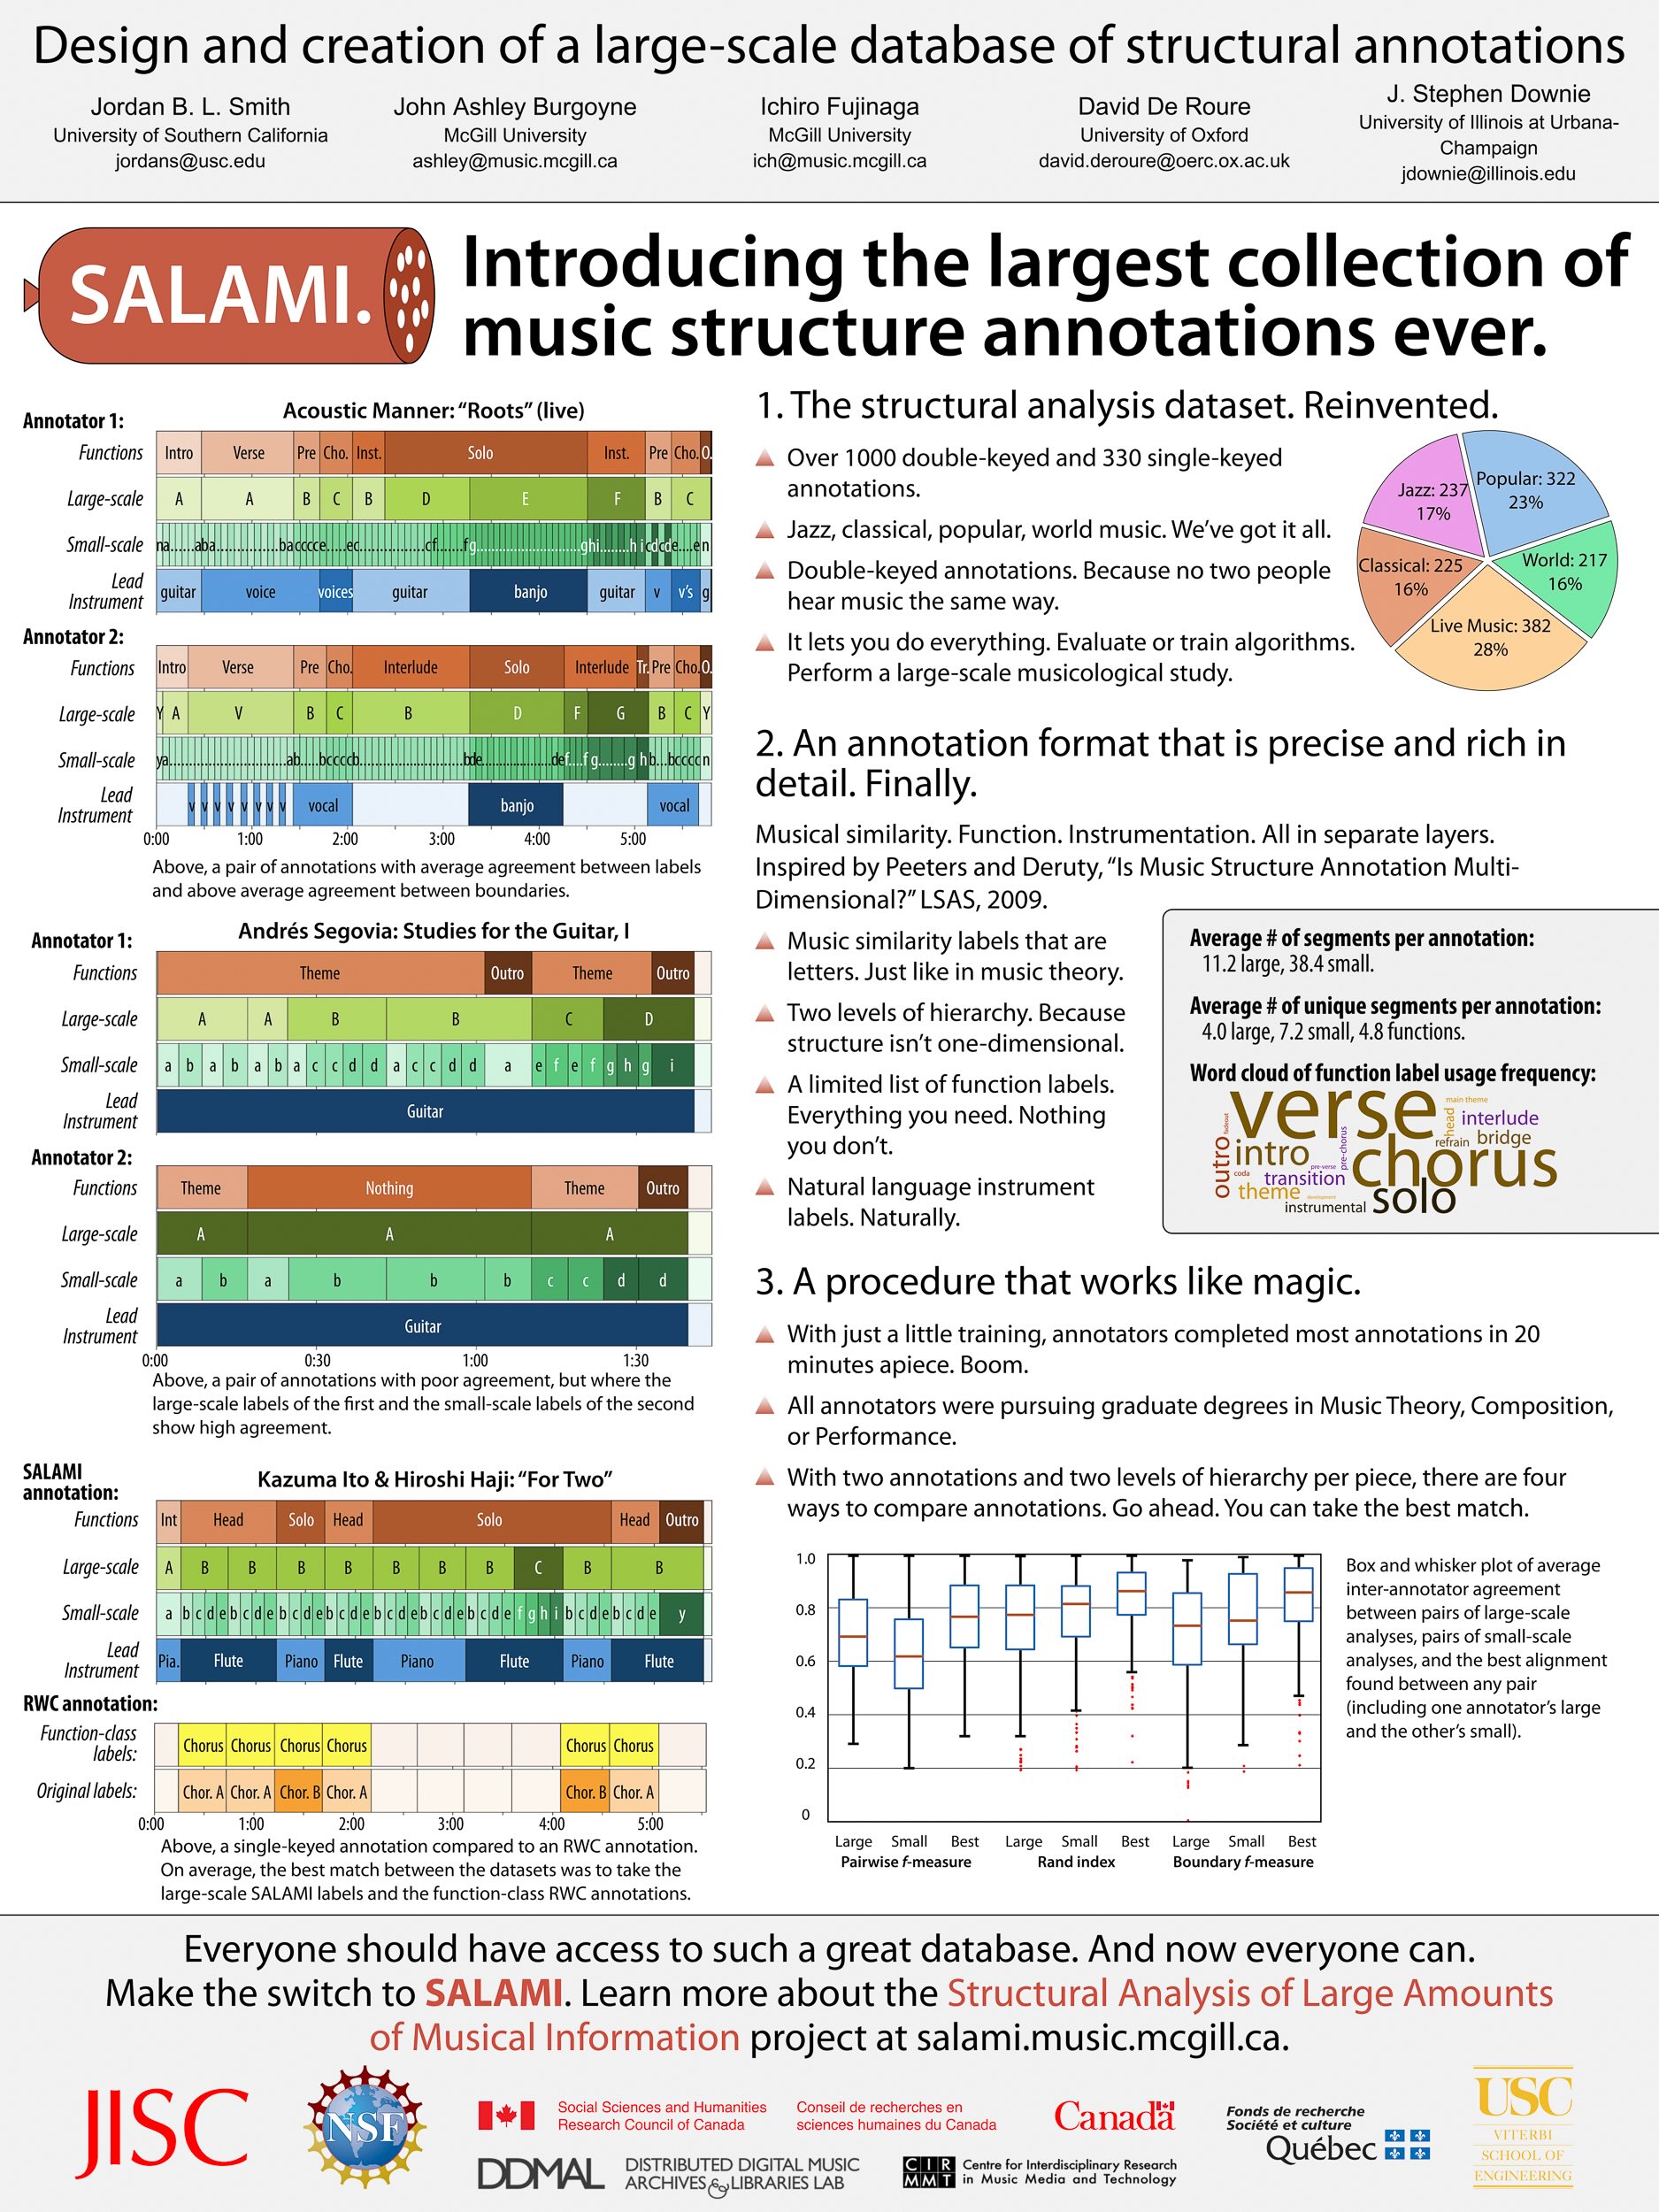 Design and creation of a large-scale database of structural annotations
Jordan B. L. Smith
University of Southern California
jordans@usc.edu
John Ashley Burgoyne
McGill University
ashley@music.mcgill.ca
Ichiro Fujinaga
McGill University
ich@music.mcgill.ca
David De Roure
University of Oxford
david.deroure@oerc.ox.ac.uk
J. Stephen Downie
University of Illinois at Urbana-
Champaign
jdownie@illinois.edu
SALAMI.
Introducing the largest collection of
music structure annotations ever.
Acoustic Manner: “Roots” (live)
Annotator 1:
Functions Intro Verse Pre Cho. Inst. Solo Inst. Pre Cho. O.
Large-scale A A B C B D E F B C
Small-scale
Lead
Instrument guitar voice voices guitar banjo guitar v v's g
Annotator 2:
Functions Intro Verse Pre Cho. Interlude Solo Interlude Tr. Pre Cho. O.
Large-scale Y A V B C B D F G B C Y
Small-scale
Lead
Instrument v v v v v v v v vocal banjo vocal
0:00 1:00 2:00 3:00 4:00 5:00
Above, a pair of annotations with average agreement between labels
and above average agreement between boundaries.
Andrés Segovia: Studies for the Guitar, I
Annotator 1:
Functions Theme Outro Theme Outro
Large-scale A A B B C D
Small-scale a b a b a b a c c d d a c c d d a e f e f g h g i
Lead
Instrument Guitar
Annotator 2:
Functions Theme Nothing Theme Outro
Large-scale A A A
Small-scale a b a b b b c c d d
Lead
Instrument Guitar
0:00 0:30 1:00 1:30
Above, a pair of annotations with poor agreement, but where the
large-scale labels of the first and the small-scale labels of the second
show high agreement.
SALAMI
annotation:
Kazuma Ito & Hiroshi Haji: “For Two”
Functions Int Head Solo Head Solo Head Outro
Large-scale A B B B B B B B C B B
Small-scale a b c d e b c d e b c d e b c d e b c d e b c d e b c d e f g h i b c d e b c d e y
Lead
Instrument Pia. Flute Piano Flute Piano Flute Piano Flute
RWC annotation:
Function-class
labels: Chorus Chorus Chorus Chorus Chorus Chorus
Original labels: Chor. A Chor. A Chor. B Chor. A Chor. B Chor. A
0:00 1:00 2:00 3:00 4:00 5:00
Above, a single-keyed annotation compared to an RWC annotation.
On average, the best match between the datasets was to take the
large-scale SALAMI labels and the function-class RWC annotations.
1. The structural analysis dataset. Reinvented.
Over 1000 double-keyed and 330 single-keyed
annotations.
Jazz, classical, popular, world music. We’ve got it all.
Double-keyed annotations. Because no two people
hear music the same way.
It lets you do everything. Evaluate or train algorithms.
Perform a large-scale musicological study.
Jazz: 237
17%
Popular: 322
23%
Classical: 225
16%
World: 217
16%
Live Music: 382
28%
2. An annotation format that is precise and rich in
detail. Finally.
Musical similarity. Function. Instrumentation. All in separate layers.
Inspired by Peeters and Deruty, “Is Music Structure Annotation Multi-
Dimensional?” LSAS, 2009.
Music similarity labels that are
letters. Just like in music theory.
Two levels of hierarchy. Because
structure isn’t one-dimensional.
A limited list of function labels.
Everything you need. Nothing
you don’t.
Natural language instrument
labels. Naturally.
Average # of segments per annotation:
11.2 large, 38.4 small.
Average # of unique segments per annotation:
4.0 large, 7.2 small, 4.8 functions.
Word cloud of function label usage frequency:
verse
main theme
head
interlude
fadeout
outro
intro
pre-chorus
refrain
bridge
chorus
coda
pre-verse
transition
theme
development
instrumental
solo
3. A procedure that works like magic.
With just a little training, annotators completed most annotations in 20
minutes apiece. Boom.
All annotators were pursuing graduate degrees in Music Theory, Composition,
or Performance.
With two annotations and two levels of hierarchy per piece, there are four
ways to compare annotations. Go ahead. You can take the best match.
1.0
0.8
0.6
0.4
0.2
0
Large Small Best Large Small Best Large Small Best
Pairwise f-measure Rand index Boundary f-measure
Box and whisker plot of average
inter-annotator agreement
between pairs of large-scale
analyses, pairs of small-scale
analyses, and the best alignment
found between any pair
(including one annotator’s large
and the other’s small).
Everyone should have access to such a great database. And now everyone can.
Make the switch to SALAMI. Learn more about the Structural Analysis of Large Amounts
of Musical Information project at salami.music.mcgill.ca.
JISC
NSF
Social Sciences and Humanities
Research Council of Canada
Conseil de recherches en
sciences humaines du Canada
Canada
Fonds de recherche
Société et culture
Québec
USC
VITERBI
SCHOOL OF
ENGINEERING
DDMAL
DISTRIBUTED DIGITAL MUSIC
ARCHIVES & LIBRARIES LAB
CIR
MMT
Centre for Interdisciplinary Research
in Music Media and Technology